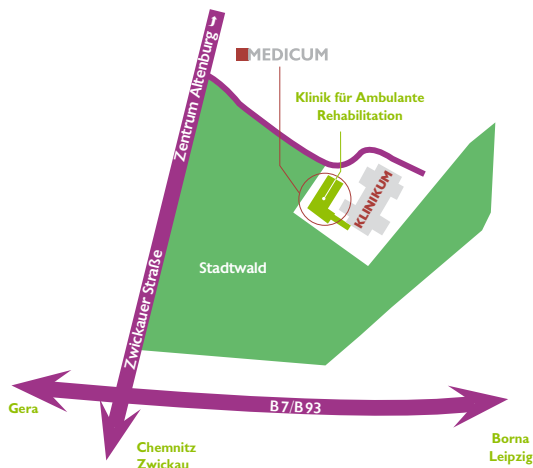 Zentrum Altenburg
MEDICUM
Klinik für Ambulante
Rehabilitation
KLINIKUM
Stadtwald
Zwickauer Straße
B7/B93
Gera
Chemnitz
Zwickau
Borna
Leipzig